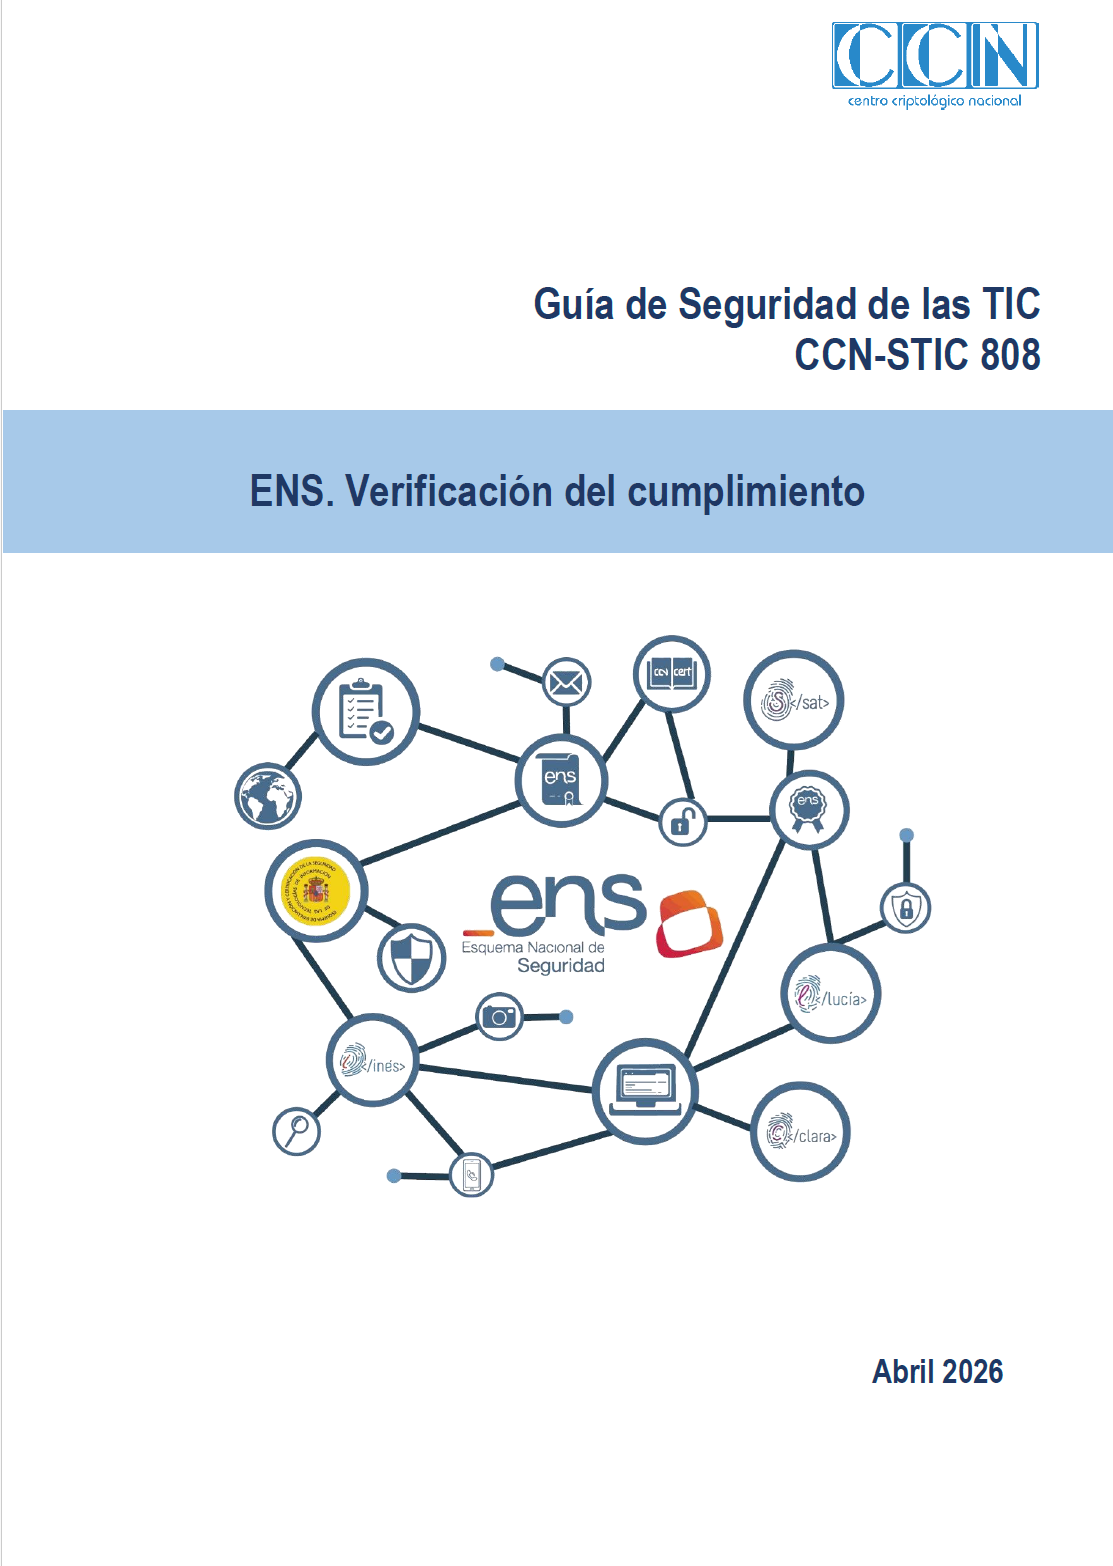 CCN
centro criptológico nacional
Guía de Seguridad de las TIC
CCN-STIC 808
ENS. Verificación del cumplimiento
ccn cert
</sat>
ens
ens
ens
Esquema Nacional de
Seguridad
</lucía>
</inés>
</clara>
Abril 2026